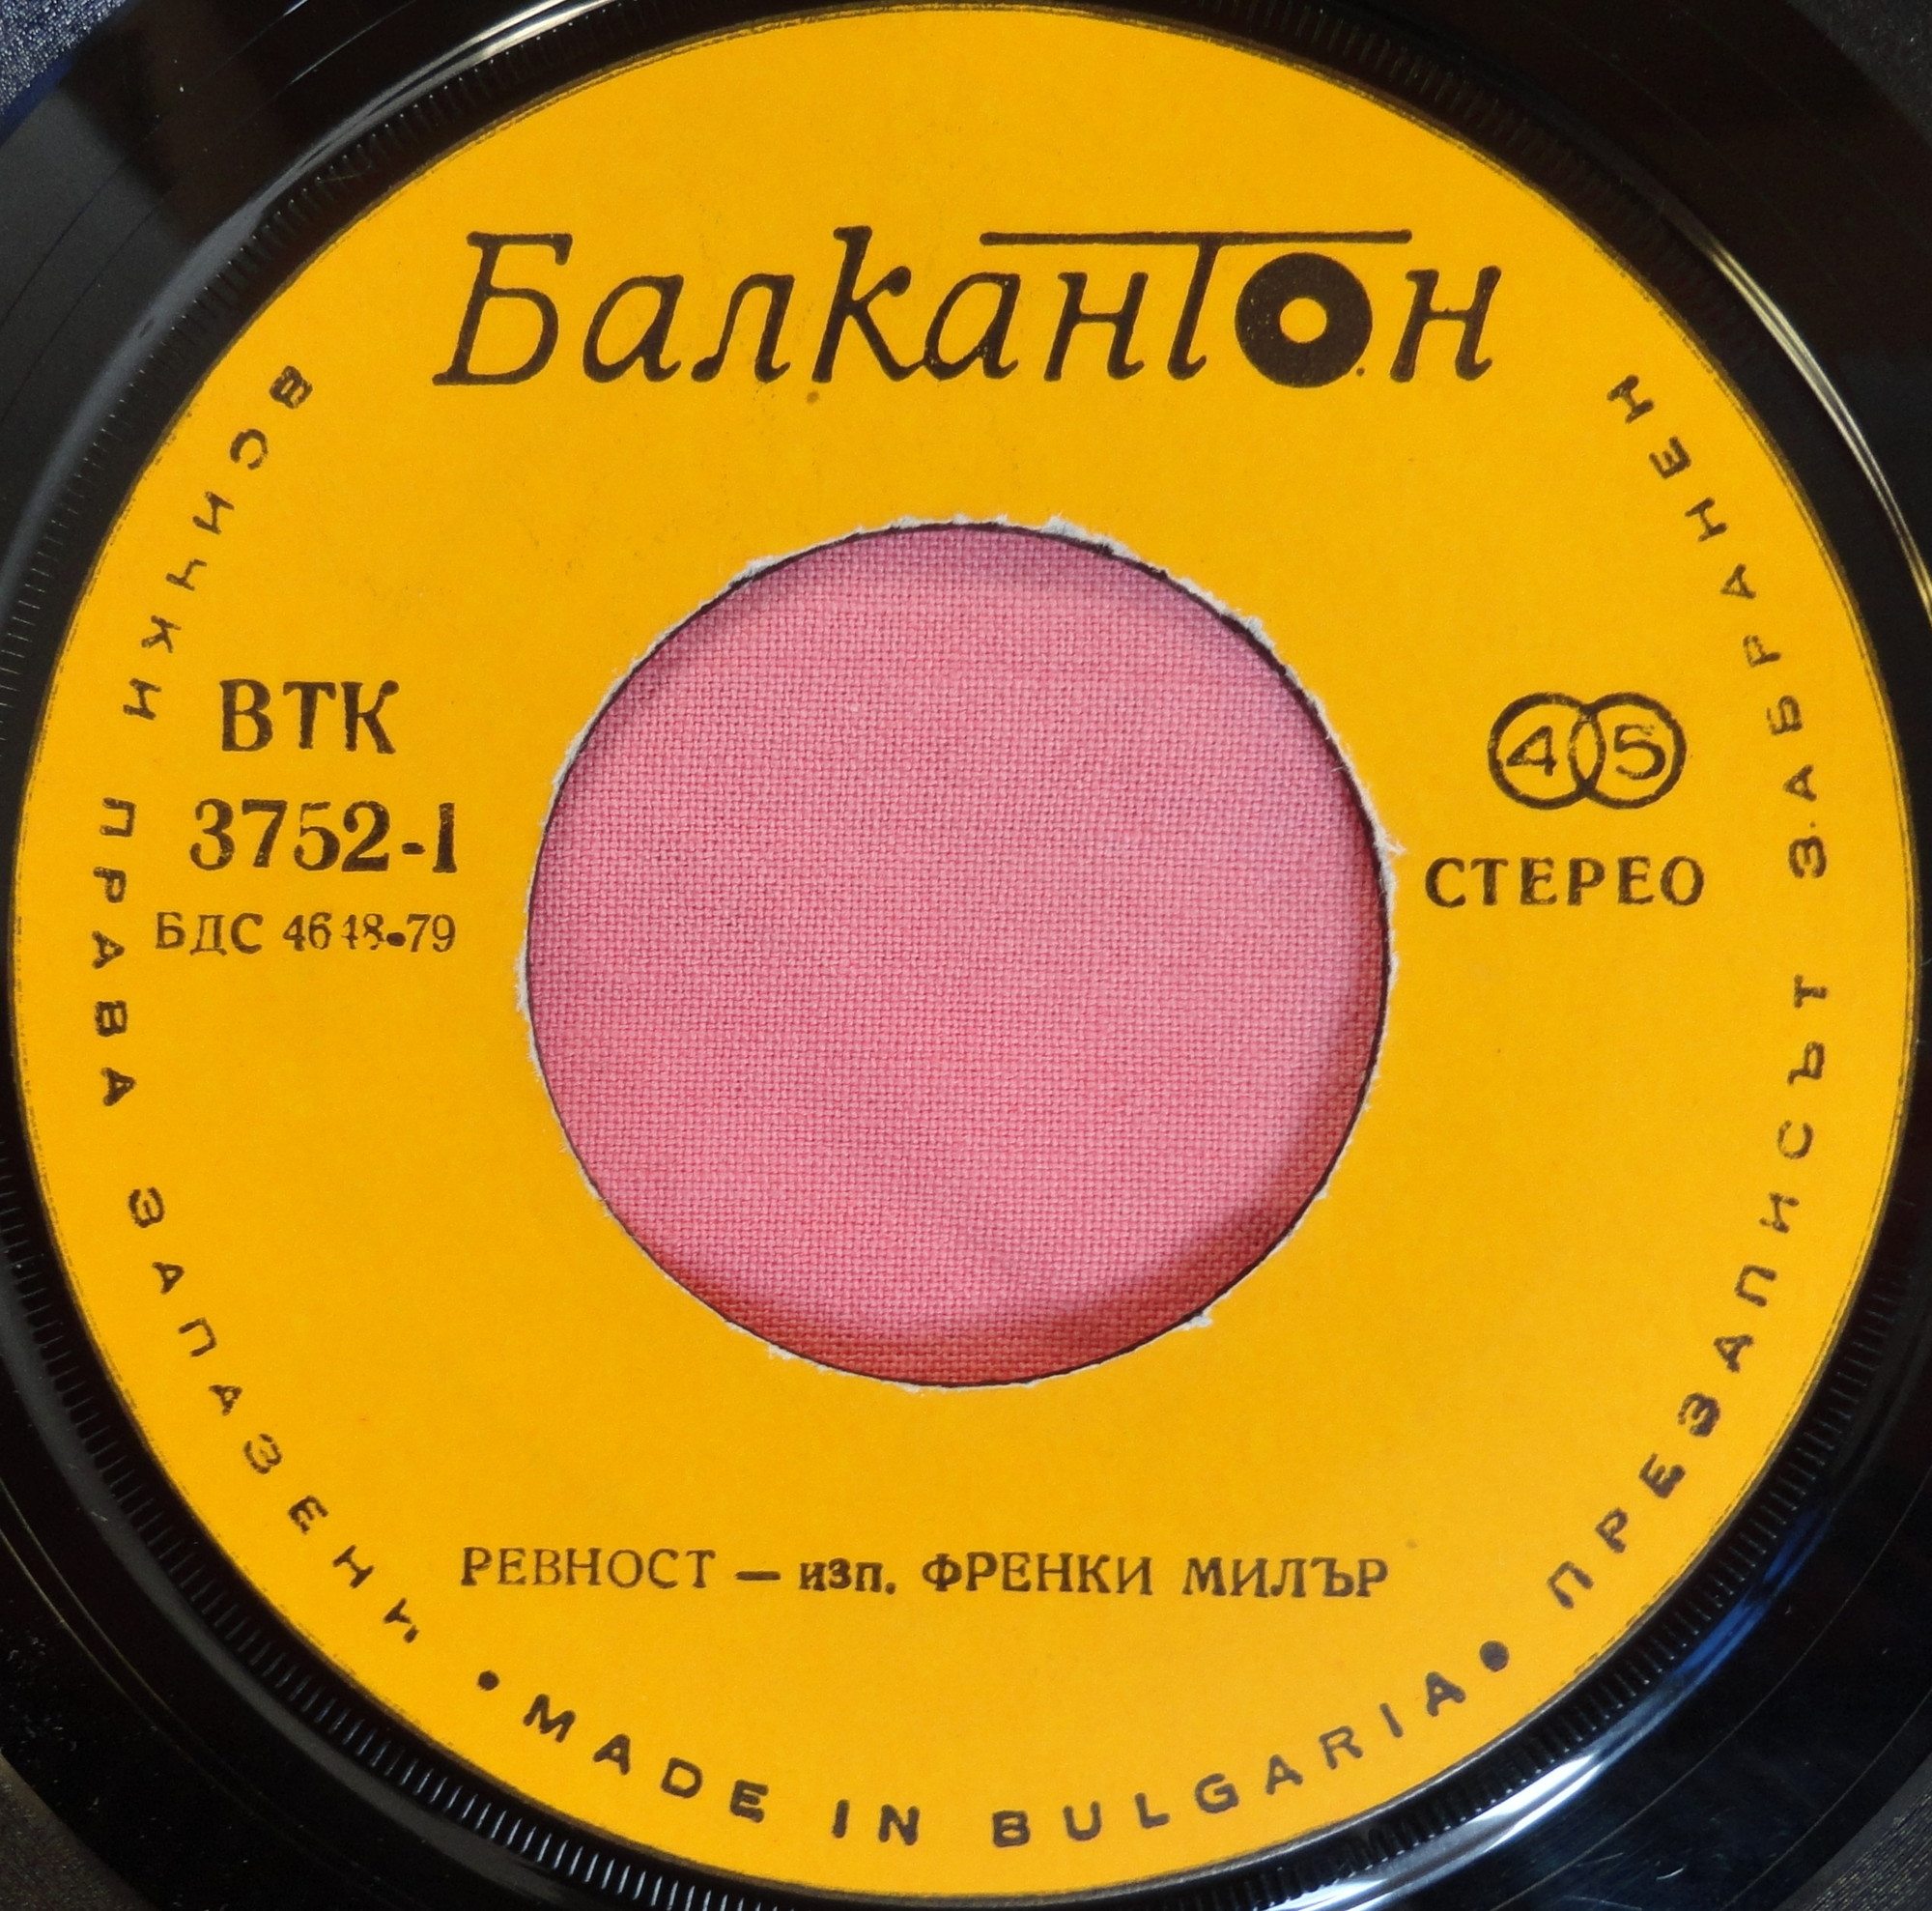 Балкантон
ВТК
3752-1
БДС 4648-79
45
СТЕРЕО
РЕВНОСТ — изп. ФРЕНКИ МИЛЪР
ВСИЧКИ ПРАВА ЗАПАЗЕНИ • MADE IN BULGARIA • ПРЕЗАПИСЪТ ЗАБРАНЕН